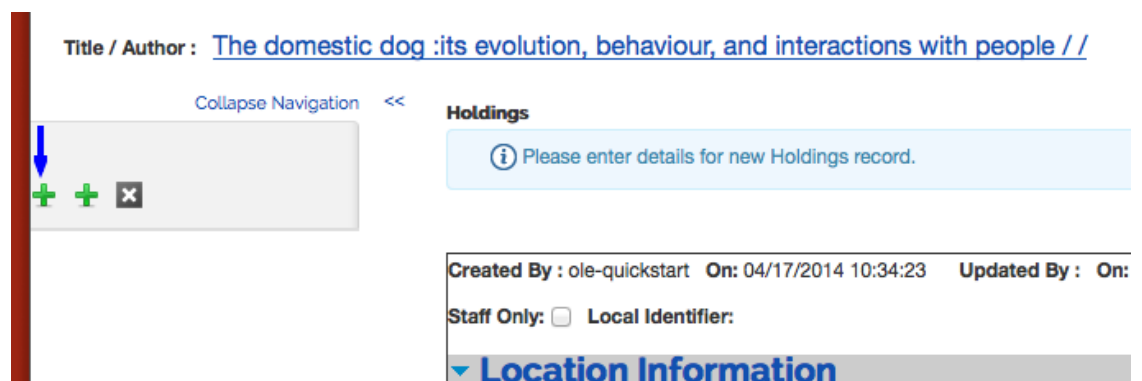 Title / Author : The domestic dog :its evolution, behaviour, and interactions with people / /
Collapse Navigation <<
Holdings
Please enter details for new Holdings record.
Created By : ole-quickstart On: 04/17/2014 10:34:23 Updated By : On:
Staff Only: Local Identifier:
Location Information